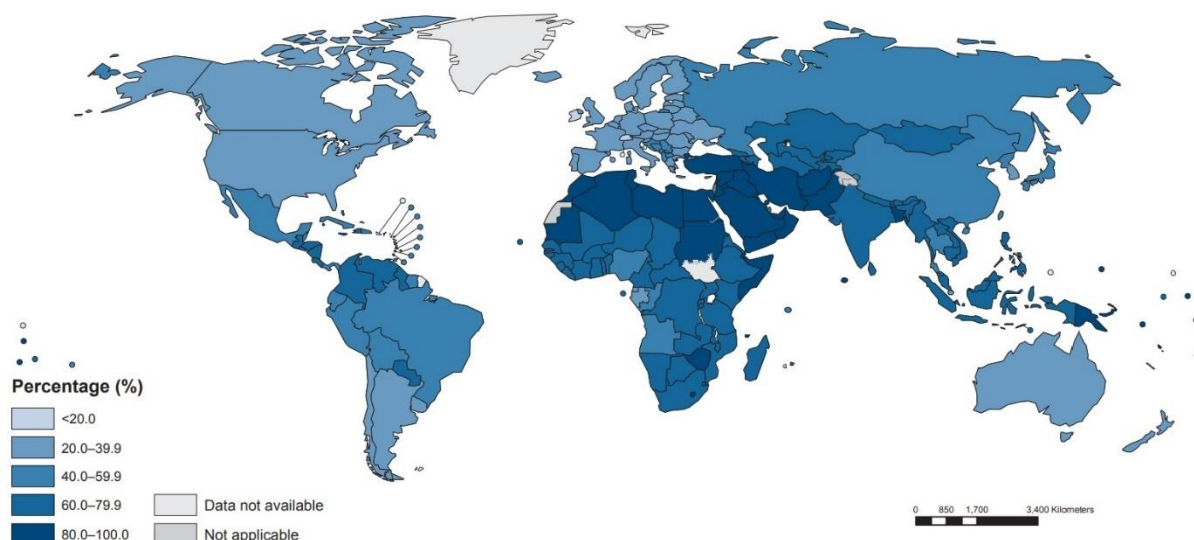 Percentage (%)
<20.0
20.0–39.9
40.0–59.9
60.0–79.9
80.0–100.0
Data not available
Not applicable
0 850 1,700 3,400 Kilometers